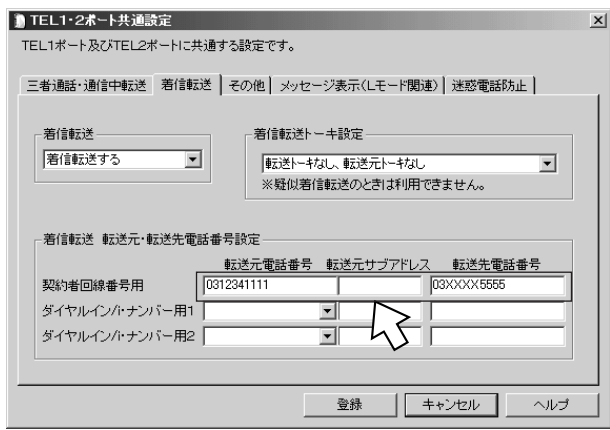 TEL1・2ポート共通設定
TEL1ポート及びTEL2ポートに共通する設定です。
三者通話・通信中転送 着信転送 その他 メッセージ表示(Lモード関連) 迷惑電話防止
着信転送
着信転送する
着信転送トーキ設定
転送トーキなし、転送元トーキなし
※疑似着信転送のときは利用できません。
着信転送 転送元・転送先電話番号設定
転送元電話番号 転送元サブアドレス 転送先電話番号
契約者回線番号用 0312341111 03XXXX5555
ダイヤルイン/i・ナンバー用1
ダイヤルイン/i・ナンバー用2
登録 キャンセル ヘルプ